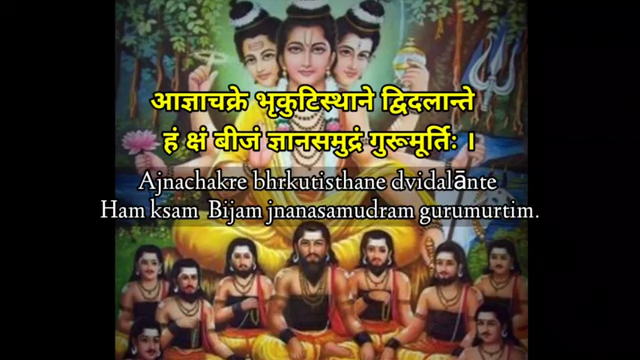 आज्ञाचक्रे भृकुटिस्थाने द्विदलान्ते
हं क्षं बीजं ज्ञानसमुद्रं गुरूमूर्तिः ।
Ajnachakre bhrkutisthane dvidalānte
Ham ksam Bijam jnanasamudram gurumurtim.